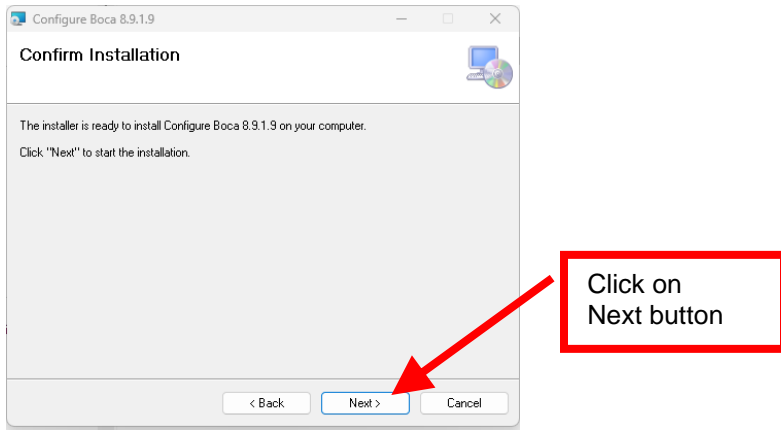 Configure Boca 8.9.1.9
Confirm Installation
The installer is ready to install Configure Boca 8.9.1.9 on your computer.
Click "Next" to start the installation.
Click on
Next button
< Back
Next >
Cancel